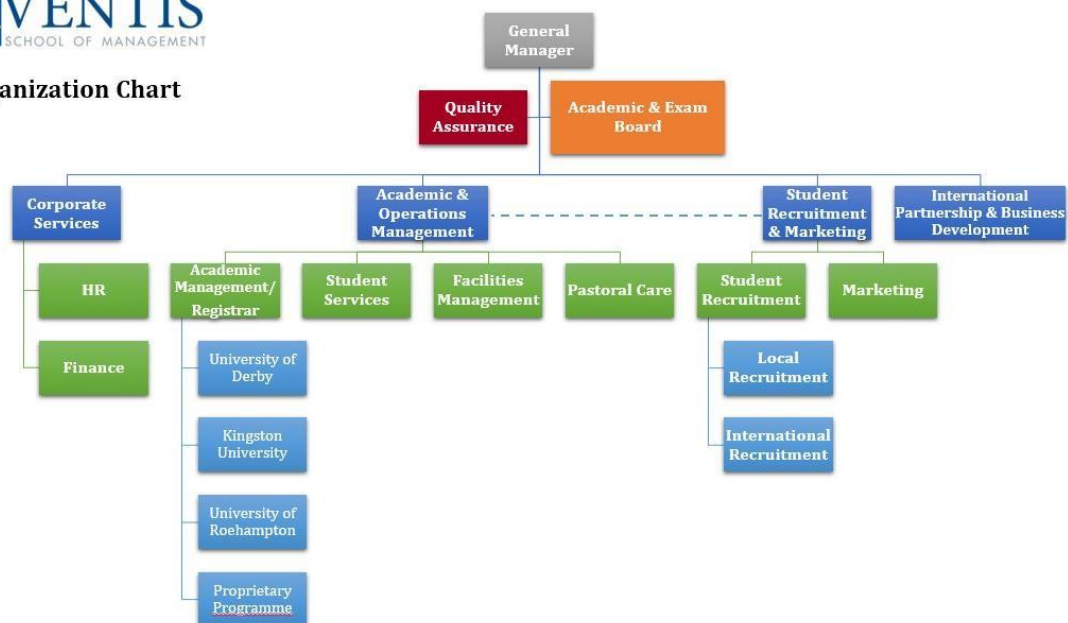 VENTIS
SCHOOL OF MANAGEMENT
anization Chart
General
Manager
Quality
Assurance
Academic & Exam
Board
Corporate
Services
Academic &
Operations
Management
Student
Recruitment
& Marketing
International
Partnership & Business
Development
HR
Academic
Management/
Registrar
Student
Services
Facilities
Management
Pastoral Care
Student
Recruitment
Marketing
Finance
University of
Derby
Local
Recruitment
Kingston
University
International
Recruitment
University of
Roehampton
Proprietary
Programme